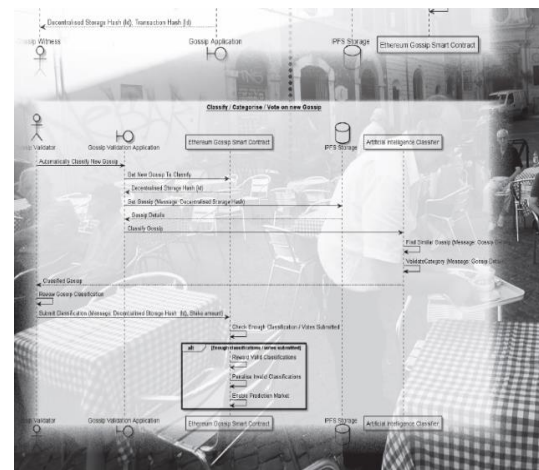 Decentralised Storage Hash (Id), Transaction Hash (Id)
Gossip Witness
Gossip Application
IPFS Storage
Ethereum Gossip Smart Contract
Classify / Categorise / Vote on new Gossip
Validator
Gossip Validation Application
Ethereum Gossip Smart Contract
IPFS Storage
Artificial Intelligence Classifier
Automatically Classify New Gossip
Get New Gossip To Classify
Decentralised Storage Hash (Id)
Get Gossip (Message: Decentralised Storage Hash)
Gossip Details
Classify Gossip
Find Similar Gossip (Message: Gossip
ValidateCategory (Message: Gossip
Classified Gossip
Review Gossip Classification
Submit Classification (Message: Decentralised Storage Hash (Id), Stake amount)
Check Enough Classification / Votes Submitted
alt
[Enough classifications / votes submitted]
Reward Valid Classifications
Penalise Invalid Classifications
Enable Prediction Market
Validator
Gossip Validation Application
Ethereum Gossip Smart Contract
IPFS Storage
Artificial Intelligence Classifier